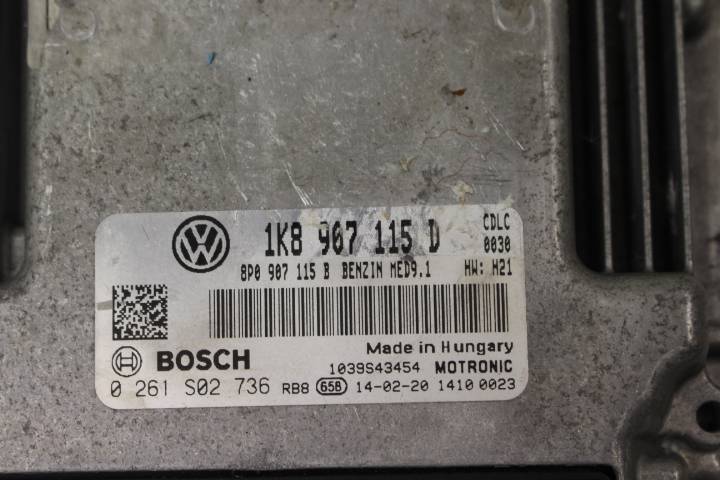 1K8 907 115 D
CDLC
0030
8P0 907 115 B BENZIN MED9.1 HW: H21
BOSCH
Made in Hungary
1039S43454 MOTRONIC
0 261 S02 736 RB8 658 14-02-20 1410 0023